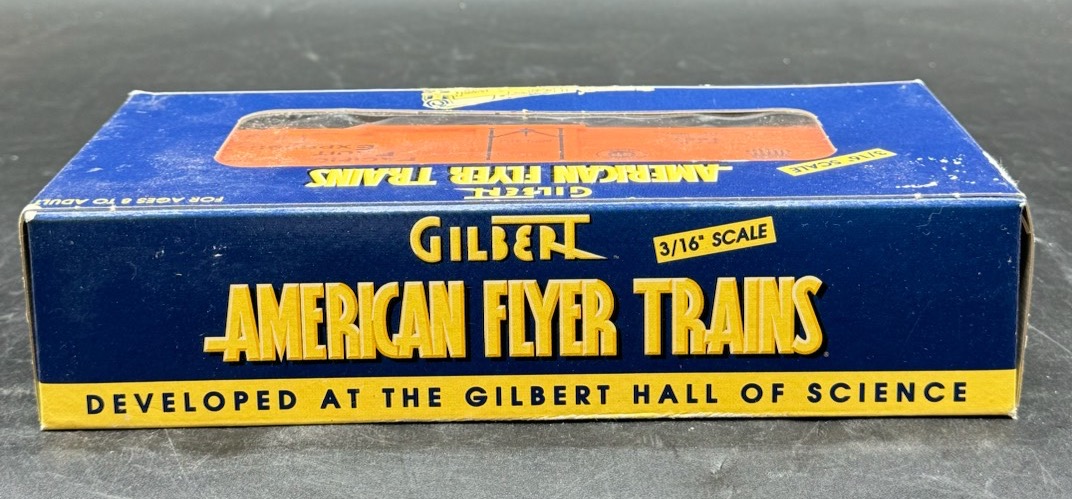 3/16" SCALE
AMERICAN FLYER TRAINS
GILBERT
FOR AGES 8 TO ADULT
GILBERT
3/16" SCALE
AMERICAN FLYER TRAINS
DEVELOPED AT THE GILBERT HALL OF SCIENCE